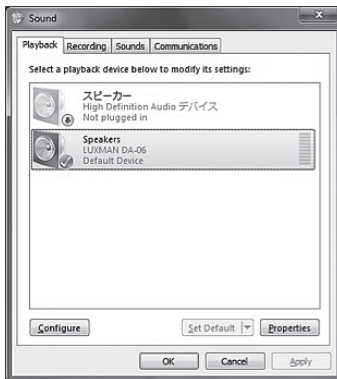 Sound
Playback Recording Sounds Communications
Select a playback device below to modify its settings:
スピーカー
High Definition Audio デバイス
Not plugged in
Speakers
LUXMAN DA-06
Default Device
Configure Set Default Properties
OK Cancel Apply